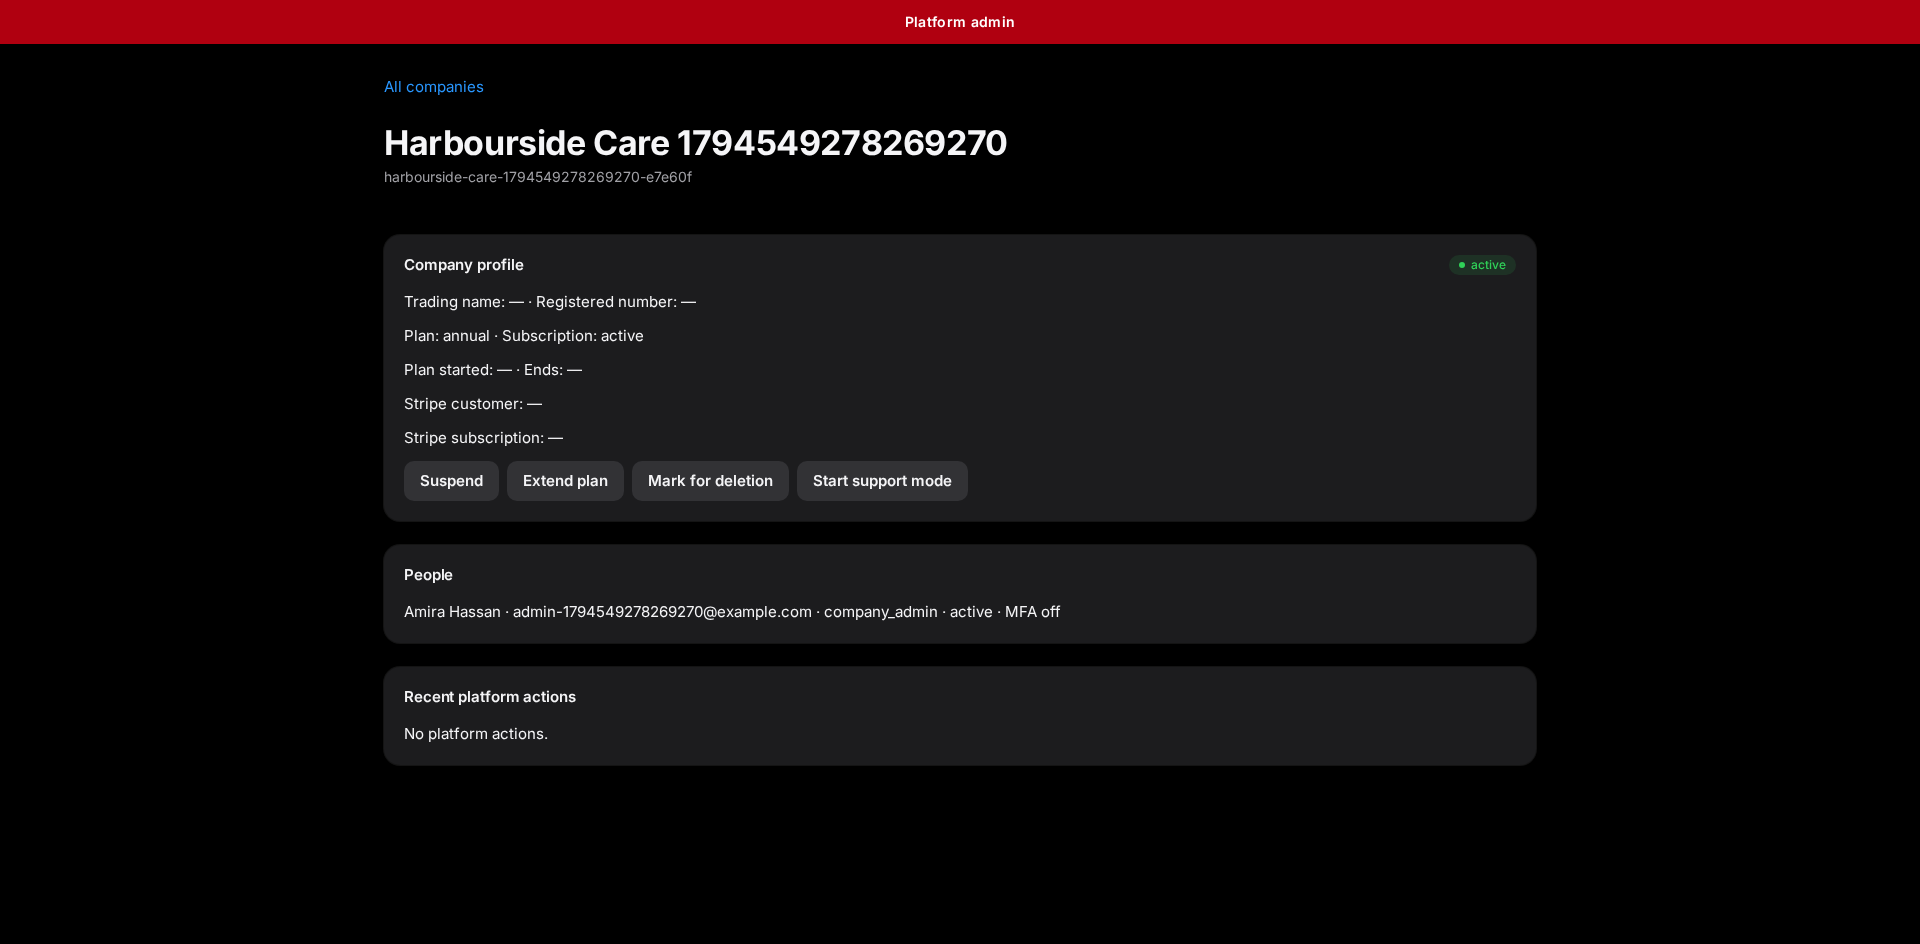 Platform admin
All companies
Harbourside Care 1794549278269270
harbourside-care-1794549278269270-e7e60f
Company profile
active
Trading name: — · Registered number: —
Plan: annual · Subscription: active
Plan started: — · Ends: —
Stripe customer: —
Stripe subscription: —
Suspend
Extend plan
Mark for deletion
Start support mode
People
Amira Hassan · admin-1794549278269270@example.com · company_admin · active · MFA off
Recent platform actions
No platform actions.